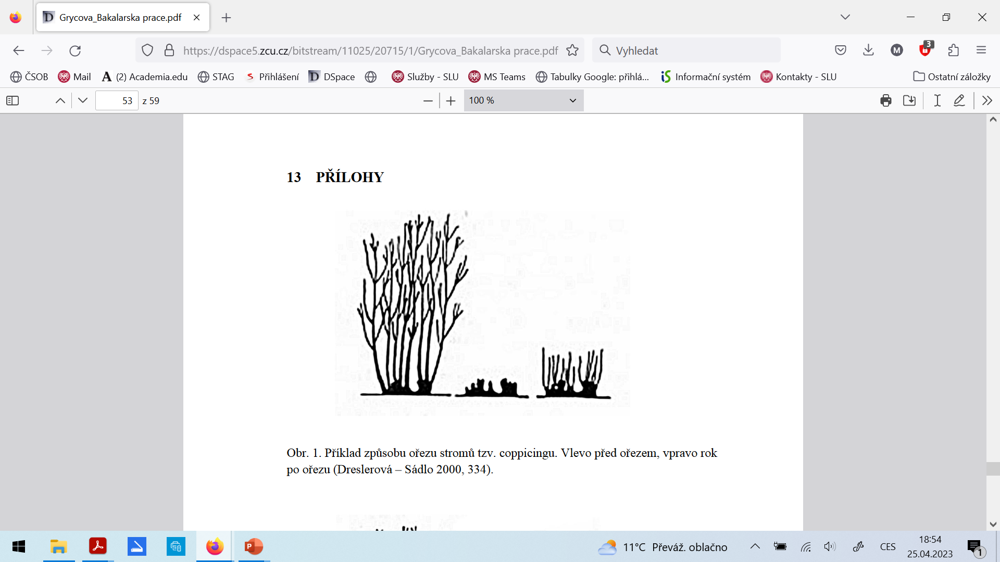 Grycova_Bakalarska prace.pdf
https://dspace5.zcu.cz/bitstream/11025/20715/1/Grycova_Bakalarska prace.pdf
Vyhledat
M
3
ČSOB
Mail
(2) Academia.edu
STAG
Přihlášení
DSpace
Služby - SLU
MS Teams
Tabulky Google: přihlá...
Informační systém
Kontakty - SLU
Ostatní záložky
53 z 59
100 %
13 PŘÍLOHY
Obr. 1. Příklad způsobu ořezu stromů tzv. coppicingu. Vlevo před ořezem, vpravo rok
po ořezu (Dreslerová – Sádlo 2000, 334).
11°C Převáž. oblačno
CES
18:54
25.04.2023
1